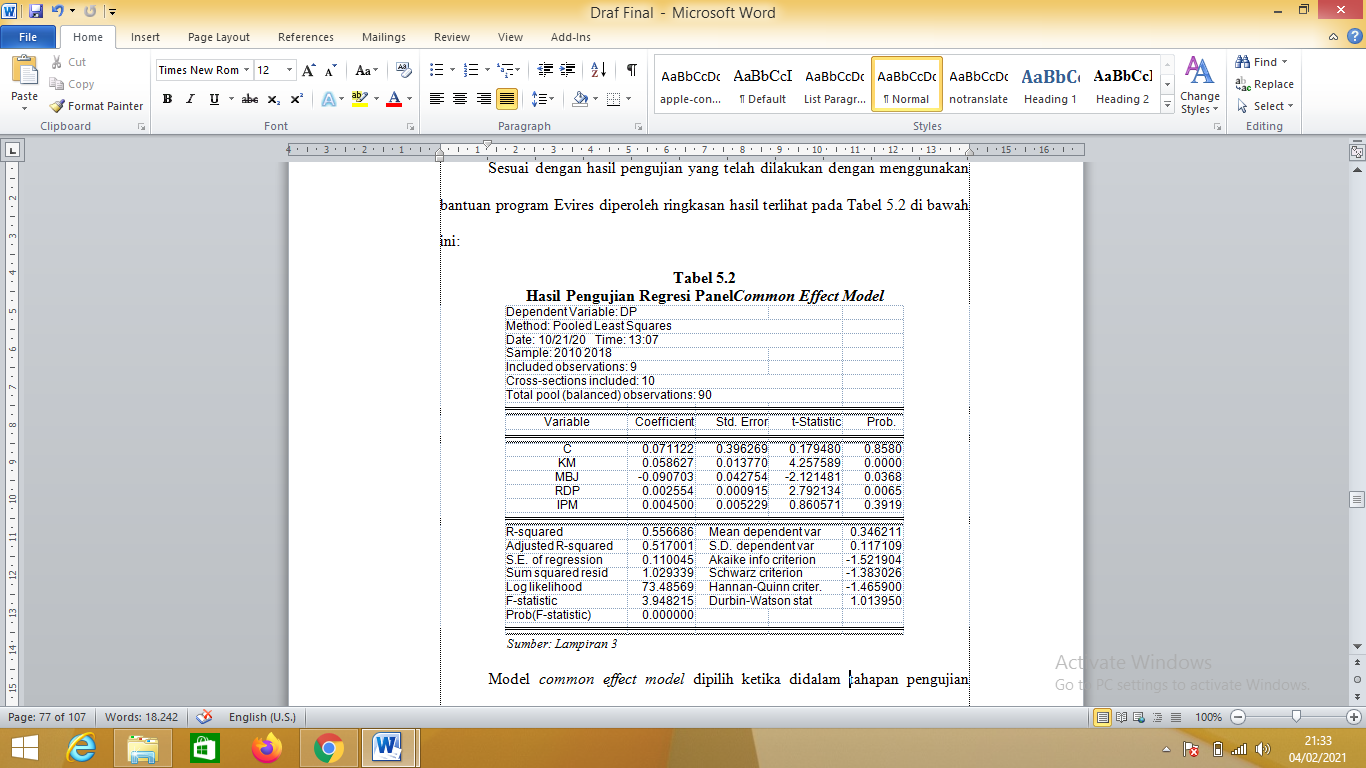 Draf Final - Microsoft Word
File Home Insert Page Layout References Mailings Review View Add-Ins
Paste
Cut
Copy
Format Painter
Clipboard
Times New Rom 12
Font
Paragraph
AaBbCcDc AaBbCcI AaBbCcDc AaBbCcDc AaBbCcDc AaBbC AaBbCcI
apple-con... ¶ Default List Paragr... ¶ Normal notranslate Heading 1 Heading 2
Styles
Change Styles
Find
Replace
Select
Editing
Sesuai dengan hasil pengujian yang telah dilakukan dengan menggunakan
bantuan program Evires diperoleh ringkasan hasil terlihat pada Tabel 5.2 di bawah
ini:
Tabel 5.2
Hasil Pengujian Regresi PanelCommon Effect Model
Dependent Variable: DP
Method: Pooled Least Squares
Date: 10/21/20 Time: 13:07
Sample: 2010 2018
Included observations: 9
Cross-sections included: 10
Total pool (balanced) observations: 90
Variable Coefficient Std. Error t-Statistic Prob.
C 0.071122 0.396269 0.179480 0.8580
KM 0.058627 0.013770 4.257589 0.0000
MBJ -0.090703 0.042754 -2.121481 0.0368
RDP 0.002554 0.000915 2.792134 0.0065
IPM 0.004500 0.005229 0.860571 0.3919
R-squared 0.556686 Mean dependent var 0.346211
Adjusted R-squared 0.517001 S.D. dependent var 0.117109
S.E. of regression 0.110045 Akaike info criterion -1.521904
Sum squared resid 1.029339 Schwarz criterion -1.383026
Log likelihood 73.48569 Hannan-Quinn criter. -1.465900
F-statistic 3.948215 Durbin-Watson stat 1.013950
Prob(F-statistic) 0.000000
Sumber: Lampiran 3
Model common effect model dipilih ketika didalam tahapan pengujian
Activate Windows
Go to PC settings to activate Windows.
Page: 77 of 107 Words: 18.242 English (U.S.) 100%
21:33
04/02/2021